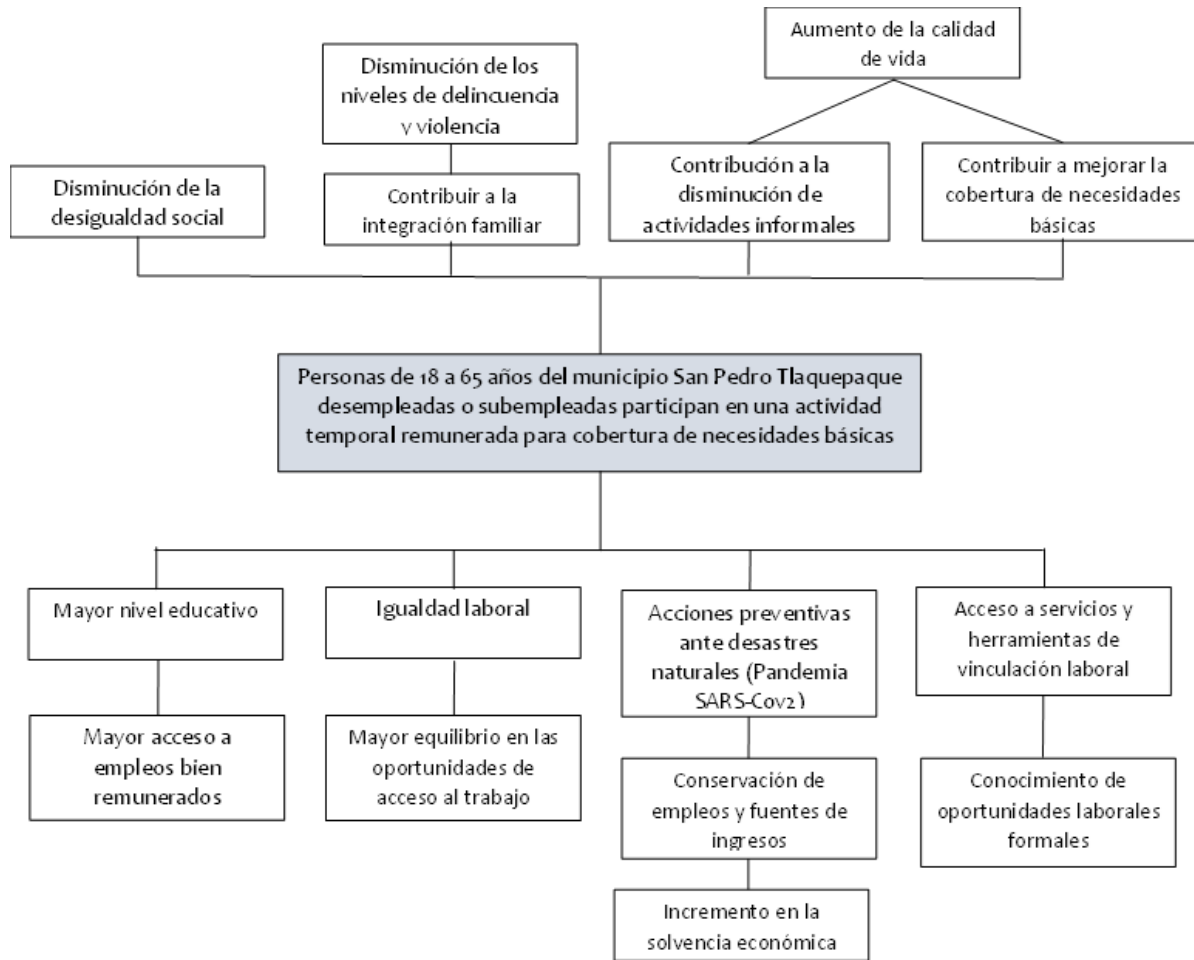 Aumento de la calidad
de vida
Disminución de los
niveles de delincuencia
y violencia
Disminución de la
desigualdad social
Contribuir a la
integración familiar
Contribución a la
disminución de
actividades informales
Contribuir a mejorar la
cobertura de necesidades
básicas
Personas de 18 a 65 años del municipio San Pedro Tlaquepaque
desempleadas o subempleadas participan en una actividad
temporal remunerada para cobertura de necesidades básicas
Mayor nivel educativo
Igualdad laboral
Acciones preventivas
ante desastres
naturales (Pandemia
SARS-Cov2)
Acceso a servicios y
herramientas de
vinculación laboral
Mayor acceso a
empleos bien
remunerados
Mayor equilibrio en las
oportunidades de
acceso al trabajo
Conservación de
empleos y fuentes de
ingresos
Conocimiento de
oportunidades laborales
formales
Incremento en la
solvencia económica